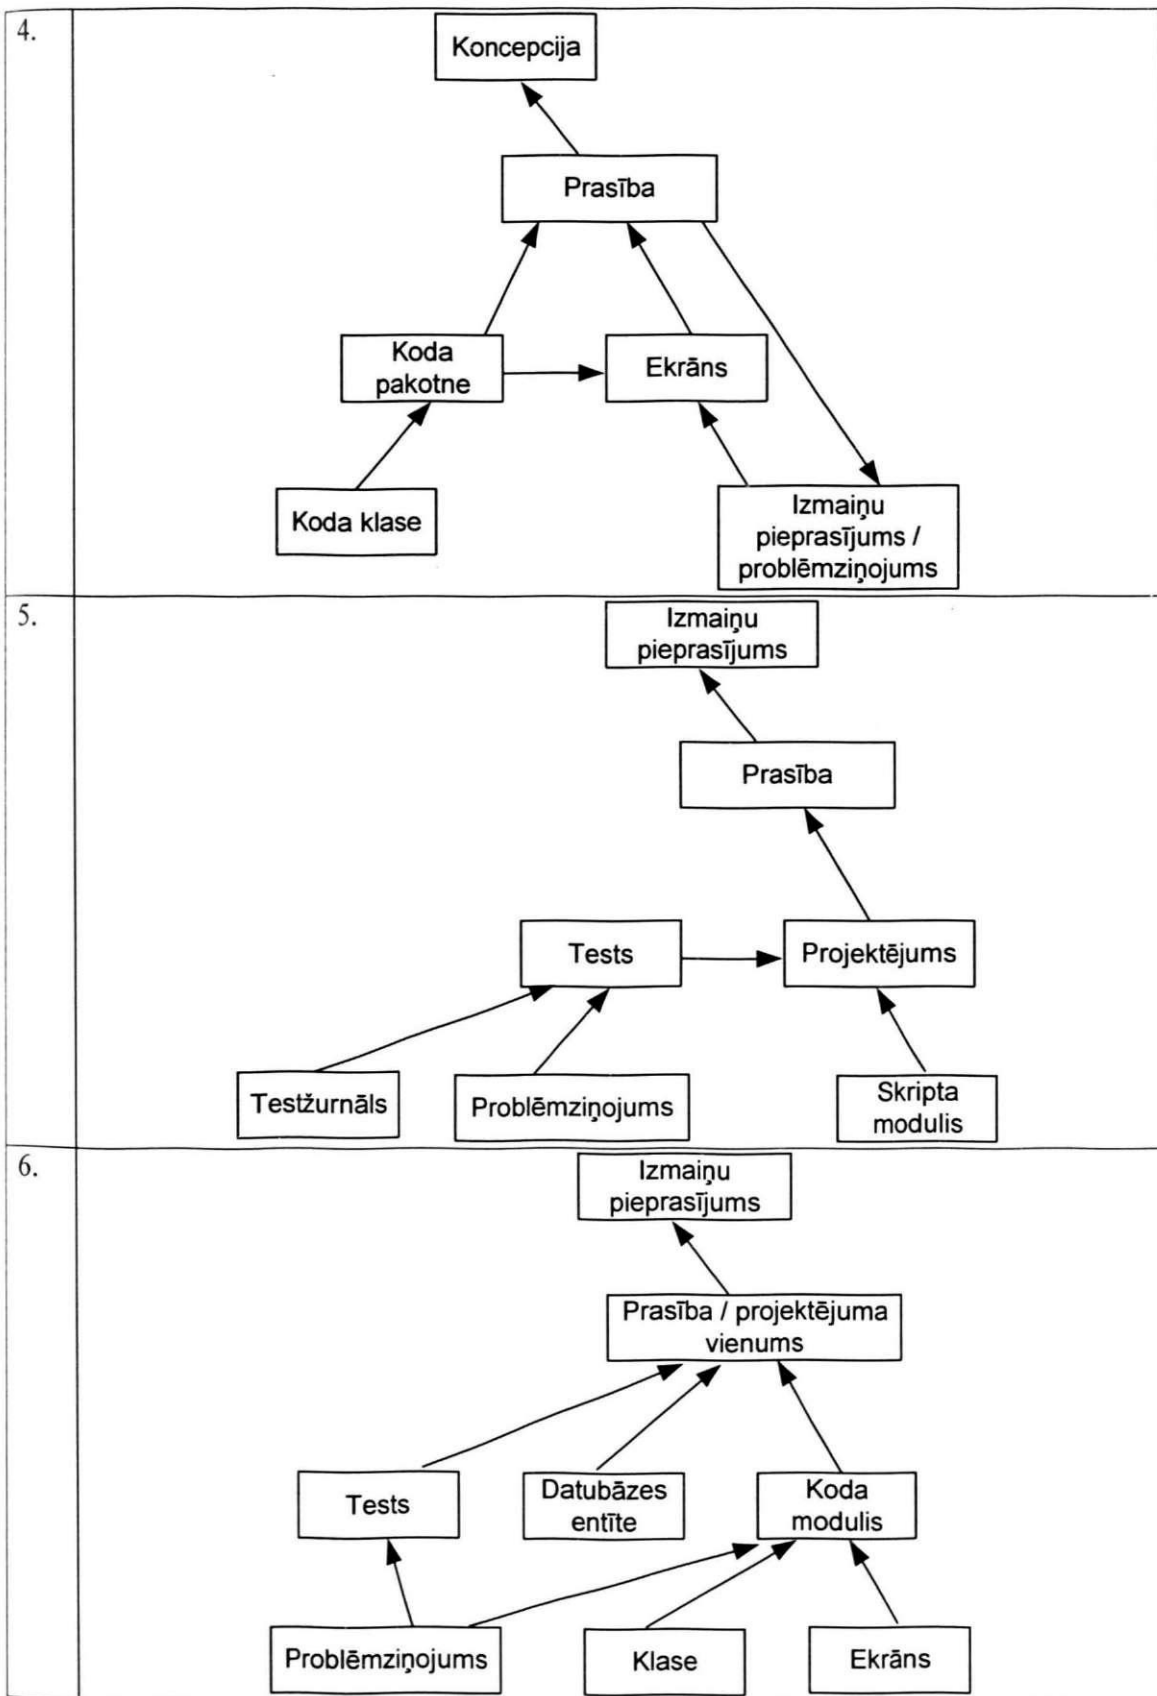 4.
Koncepcija
Prasība
Koda
pakotne
Ekrāns
Koda klase
Izmaiņu
pieprasījums /
problēmziņojums
5.
Izmaiņu
pieprasījums
Prasība
Tests
Projektējums
Testžurnāls
Problēmziņojums
Skripta
modulis
6.
Izmaiņu
pieprasījums
Prasība / projektējuma
vienums
Tests
Datubāzes
entīte
Koda
modulis
Problēmziņojums
Klase
Ekrāns